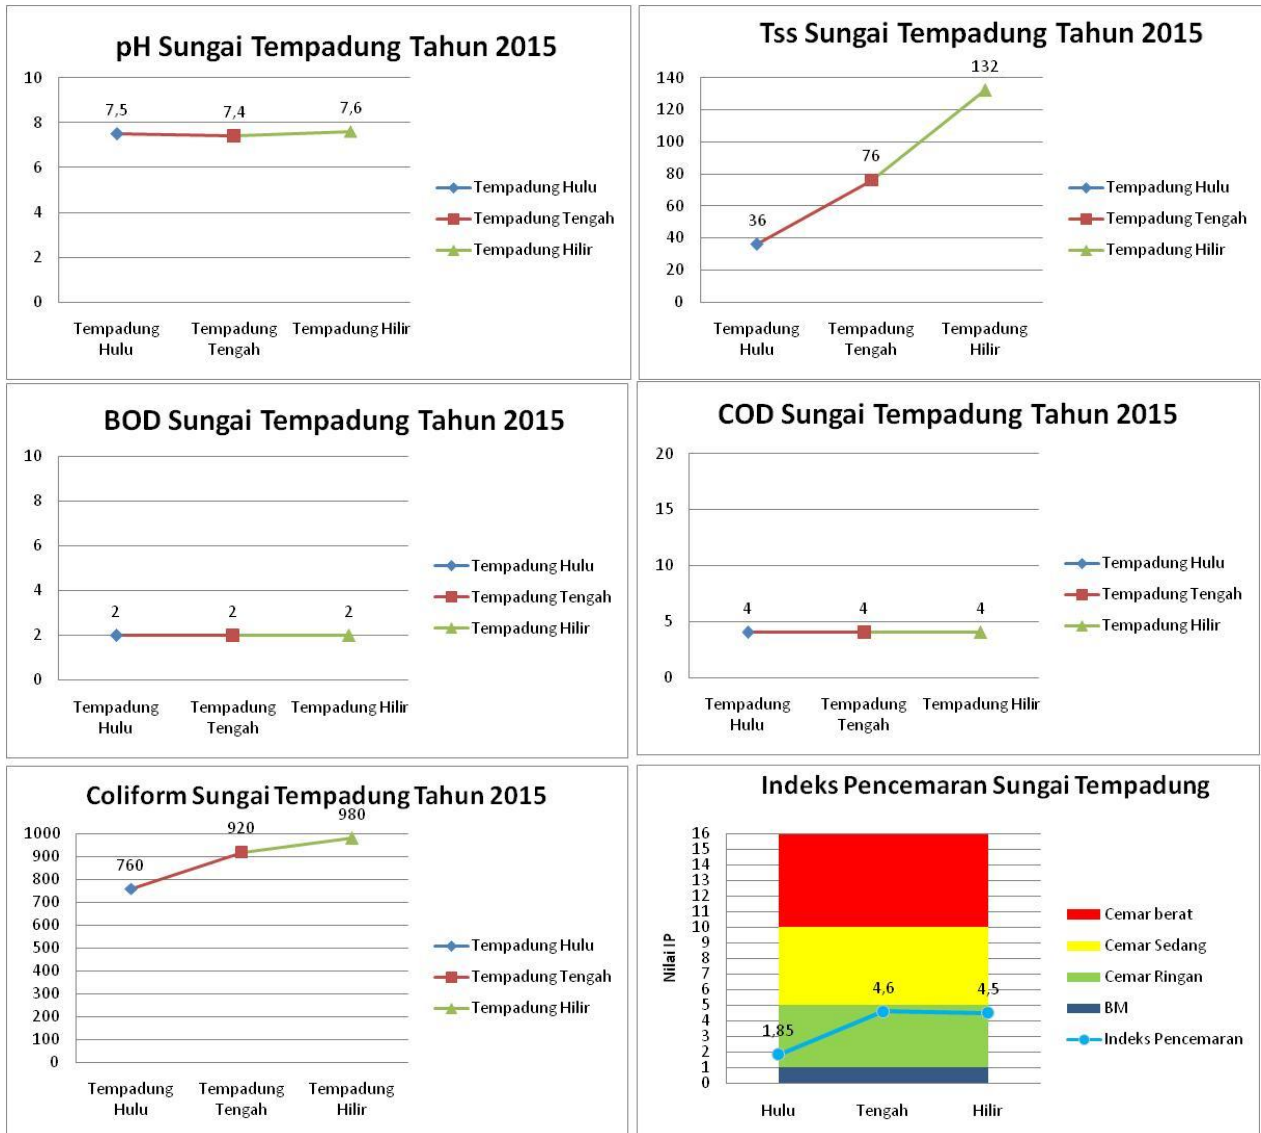 pH Sungai Tempadung Tahun 2015
10
8
6
4
2
0
7,5
7,4
7,6
Tempadung Hulu
Tempadung Tengah
Tempadung Hilir
Tempadung
Hulu
Tempadung
Tengah
Tempadung Hilir
Tss Sungai Tempadung Tahun 2015
140
120
100
80
60
40
20
0
36
76
132
Tempadung Hulu
Tempadung Tengah
Tempadung Hilir
Tempadung
Hulu
Tempadung
Tengah
Tempadung
Hilir
BOD Sungai Tempadung Tahun 2015
10
8
6
4
2
0
2
2
2
Tempadung Hulu
Tempadung Tengah
Tempadung Hilir
Tempadung
Hulu
Tempadung
Tengah
Tempadung Hilir
COD Sungai Tempadung Tahun 2015
20
15
10
5
0
4
4
4
Tempadung Hulu
Tempadung Tengah
Tempadung Hilir
Tempadung
Hulu
Tempadung
Tengah
Tempadung Hilir
Coliform Sungai Tempadung Tahun 2015
1000
900
800
700
600
500
400
300
200
100
0
760
920
980
Tempadung Hulu
Tempadung Tengah
Tempadung Hilir
Tempadung
Hulu
Tempadung
Tengah
Tempadung
Hilir
Indeks Pencemaran Sungai Tempadung
Nilai IP
16
15
14
13
12
11
10
9
8
7
6
5
4
3
2
1
0
1,85
4,6
4,5
Cemar berat
Cemar Sedang
Cemar Ringan
BM
Indeks Pencemaran
Hulu
Tengah
Hilir